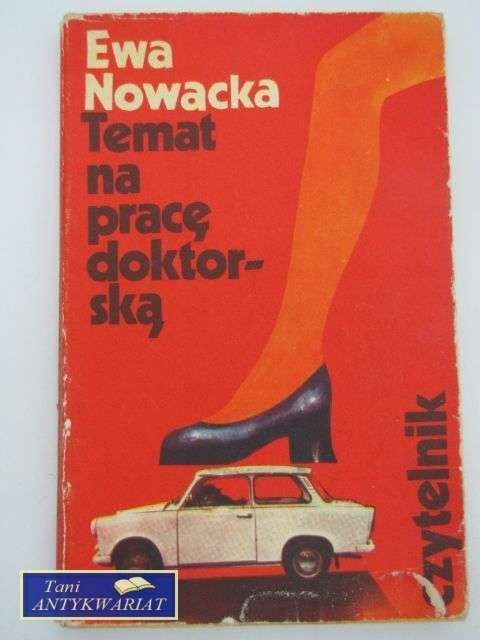 Ewa
Nowacka
Temat
na
pracę
doktor-
ską
czytelnik
Tani
ANTYKWARIAT